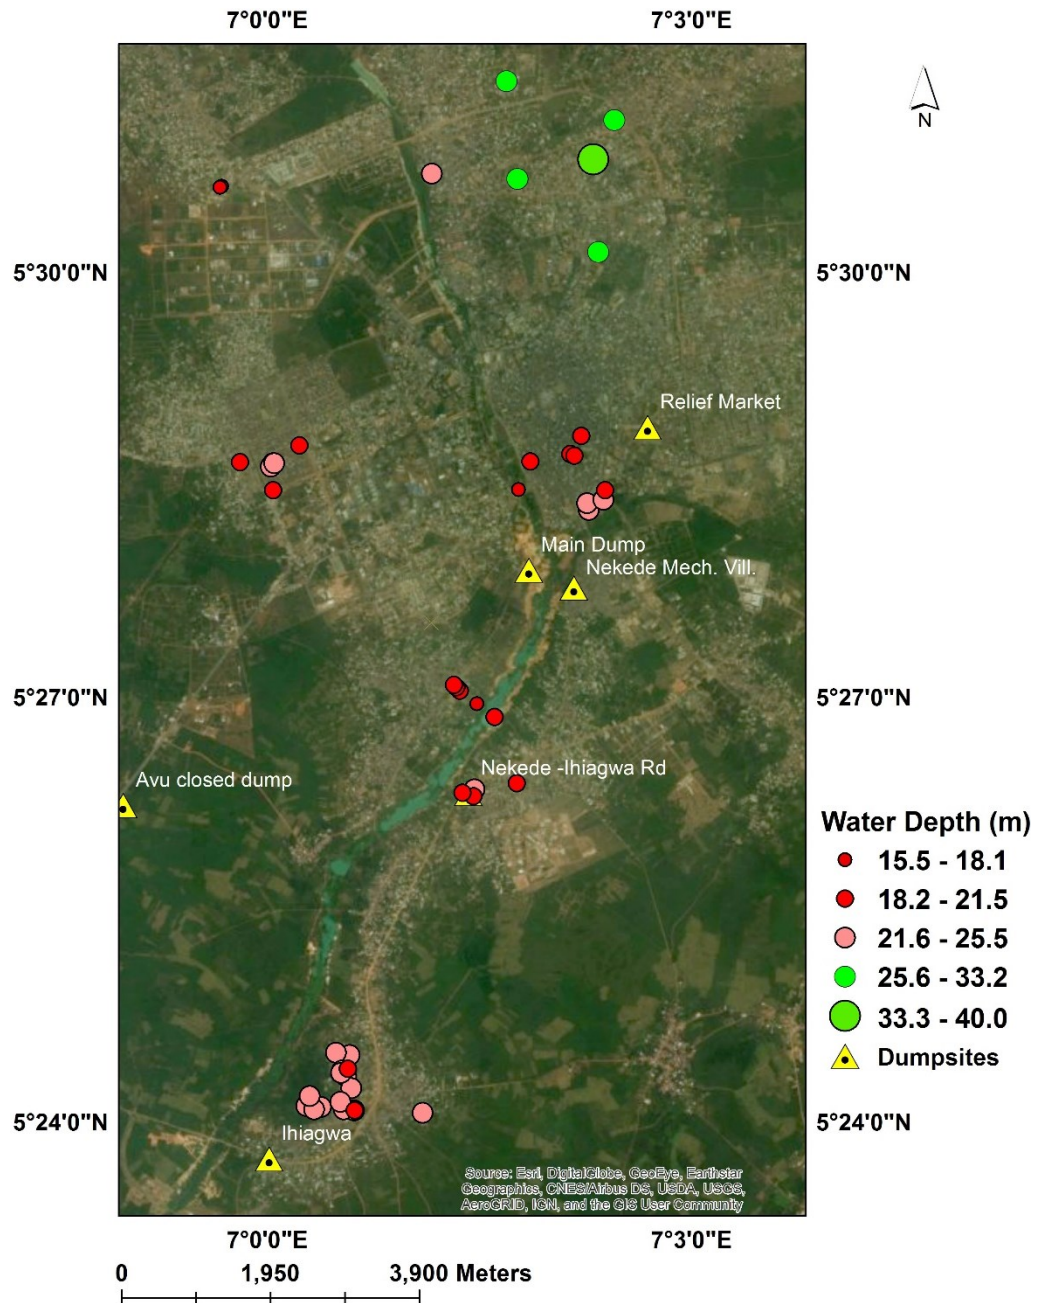 7°0'0"E 7°3'0"E
N
5°30'0"N 5°30'0"N
Relief Market
Main Dump
Nekede Mech. Vill.
5°27'0"N 5°27'0"N
Nekede -Ihiagwa Rd
Avu closed dump
Water Depth (m)
15.5 - 18.1
18.2 - 21.5
21.6 - 25.5
25.6 - 33.2
33.3 - 40.0
Dumpsites
5°24'0"N 5°24'0"N
Ihiagwa
Source: Esri, DigitalGlobe, GeoEye, Earthstar
Geographics, CNES/Airbus DS, USDA, USGS,
AeroGRID, IGN, and the GIS User Community
7°0'0"E 7°3'0"E
0 1,950 3,900 Meters